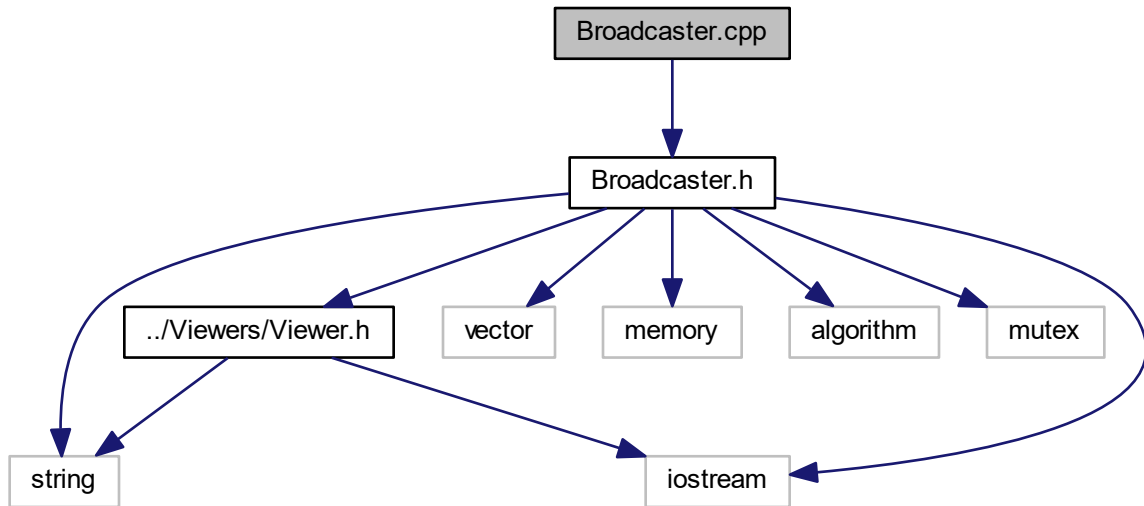 Broadcaster.cpp
Broadcaster.h
../Viewers/Viewer.h
vector
memory
algorithm
mutex
string
iostream